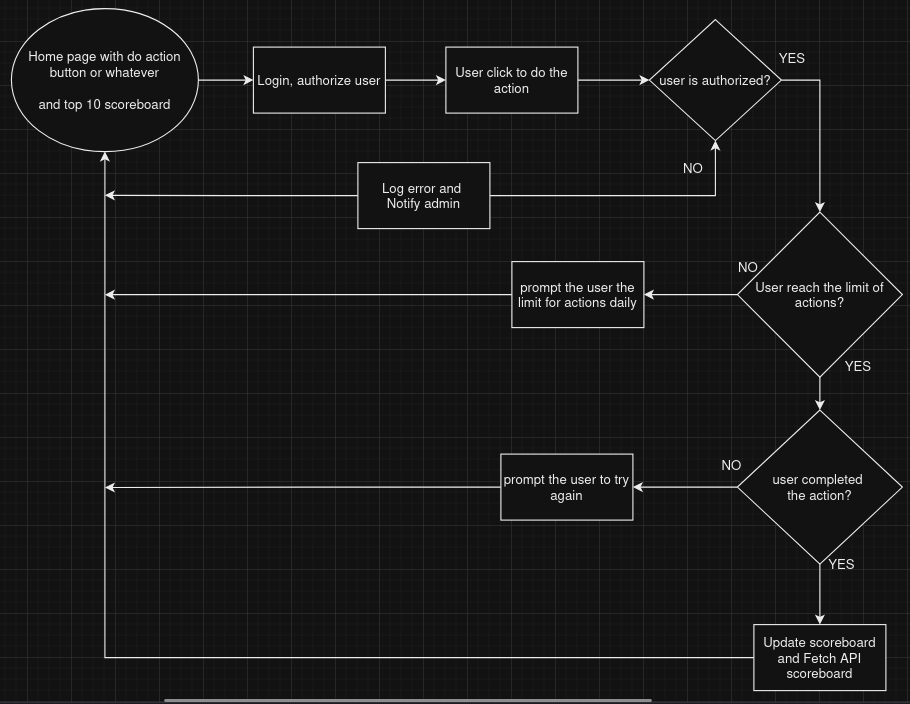 Home page with do action
button or whatever
and top 10 scoreboard
Login, authorize user
User click to do the
action
user is authorized?
YES
NO
Log error and
Notify admin
NO
User reach the limit of
actions?
prompt the user the
limit for actions daily
YES
NO
user completed
the action?
prompt the user to try
again
YES
Update scoreboard
and Fetch API
scoreboard